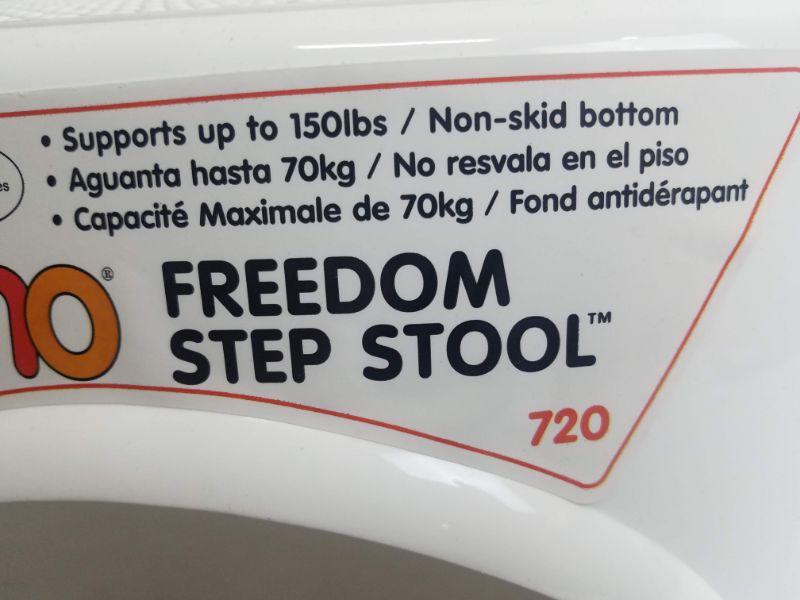 • Supports up to 150lbs / Non-skid bottom
• Aguanta hasta 70kg / No resvala en el piso
• Capacité Maximale de 70kg / Fond antidérapant
® FREEDOM
STEP STOOL™
720